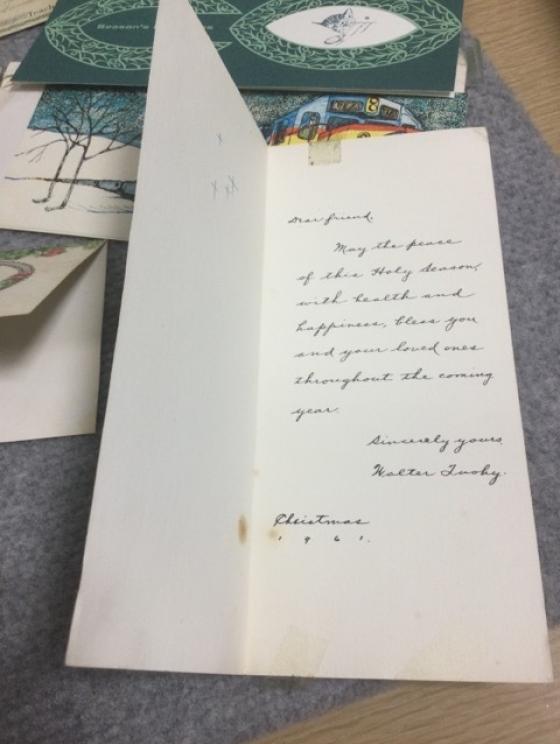 Season's
Dear friend,
May the peace
of this Holy Season,
with health and
happiness, bless you
and your loved ones
throughout the coming
year.
Sincerely yours,
Walter
Christmas
1961.